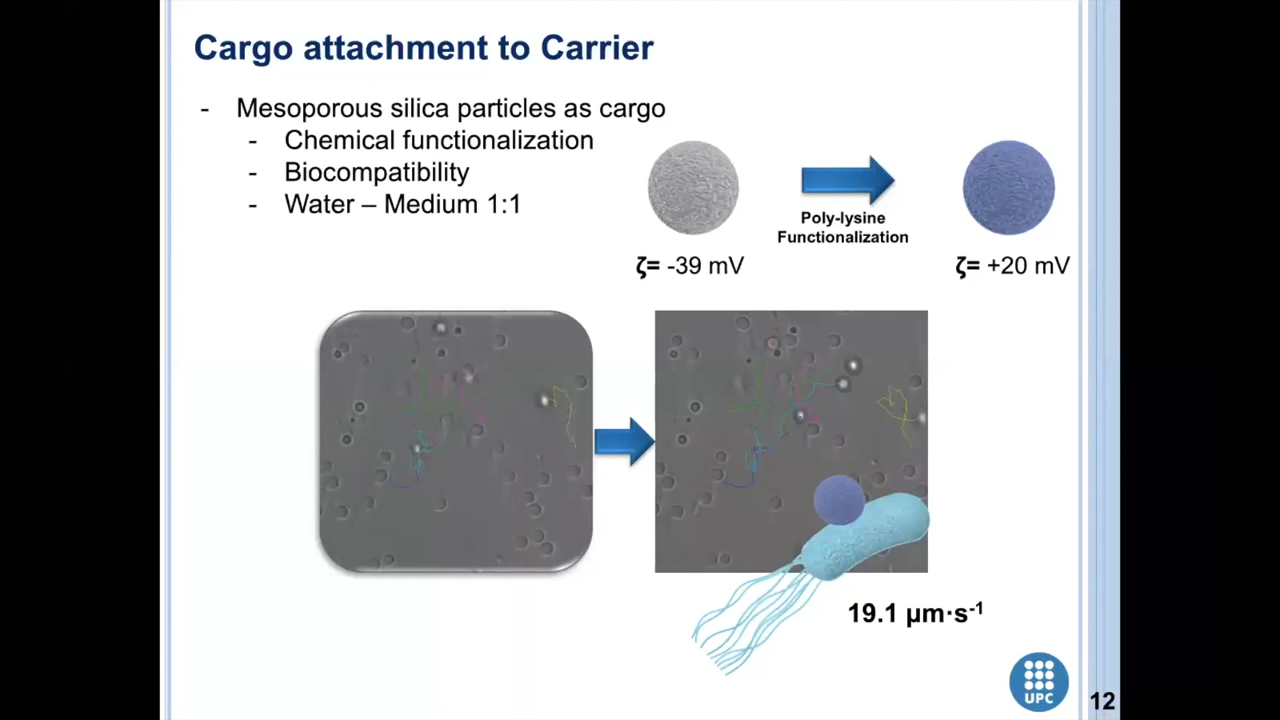 Cargo attachment to Carrier
- Mesoporous silica particles as cargo
- Chemical functionalization
- Biocompatibility
- Water – Medium 1:1
Poly-lysine
Functionalization
ζ= -39 mV
ζ= +20 mV
19.1 µm·s⁻¹
UPC
12